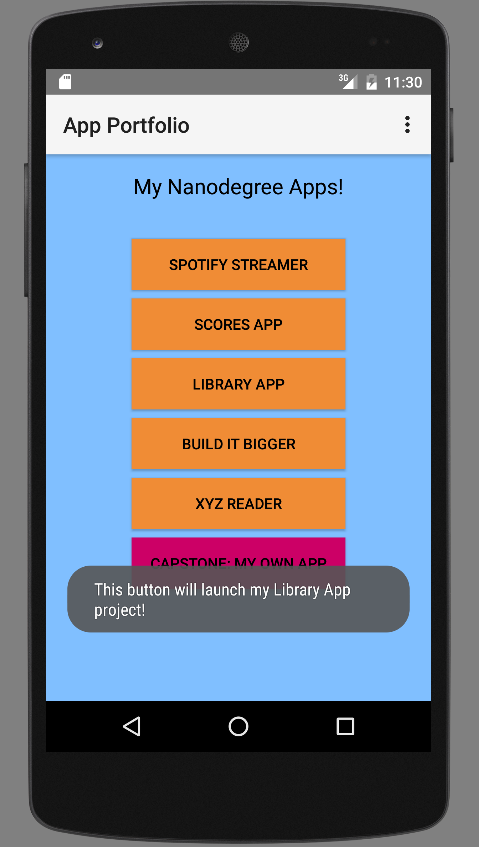 3G 11:30
App Portfolio
My Nanodegree Apps!
SPOTIFY STREAMER
SCORES APP
LIBRARY APP
BUILD IT BIGGER
XYZ READER
CAPSTONE: MY OWN APP
This button will launch my Library App
project!